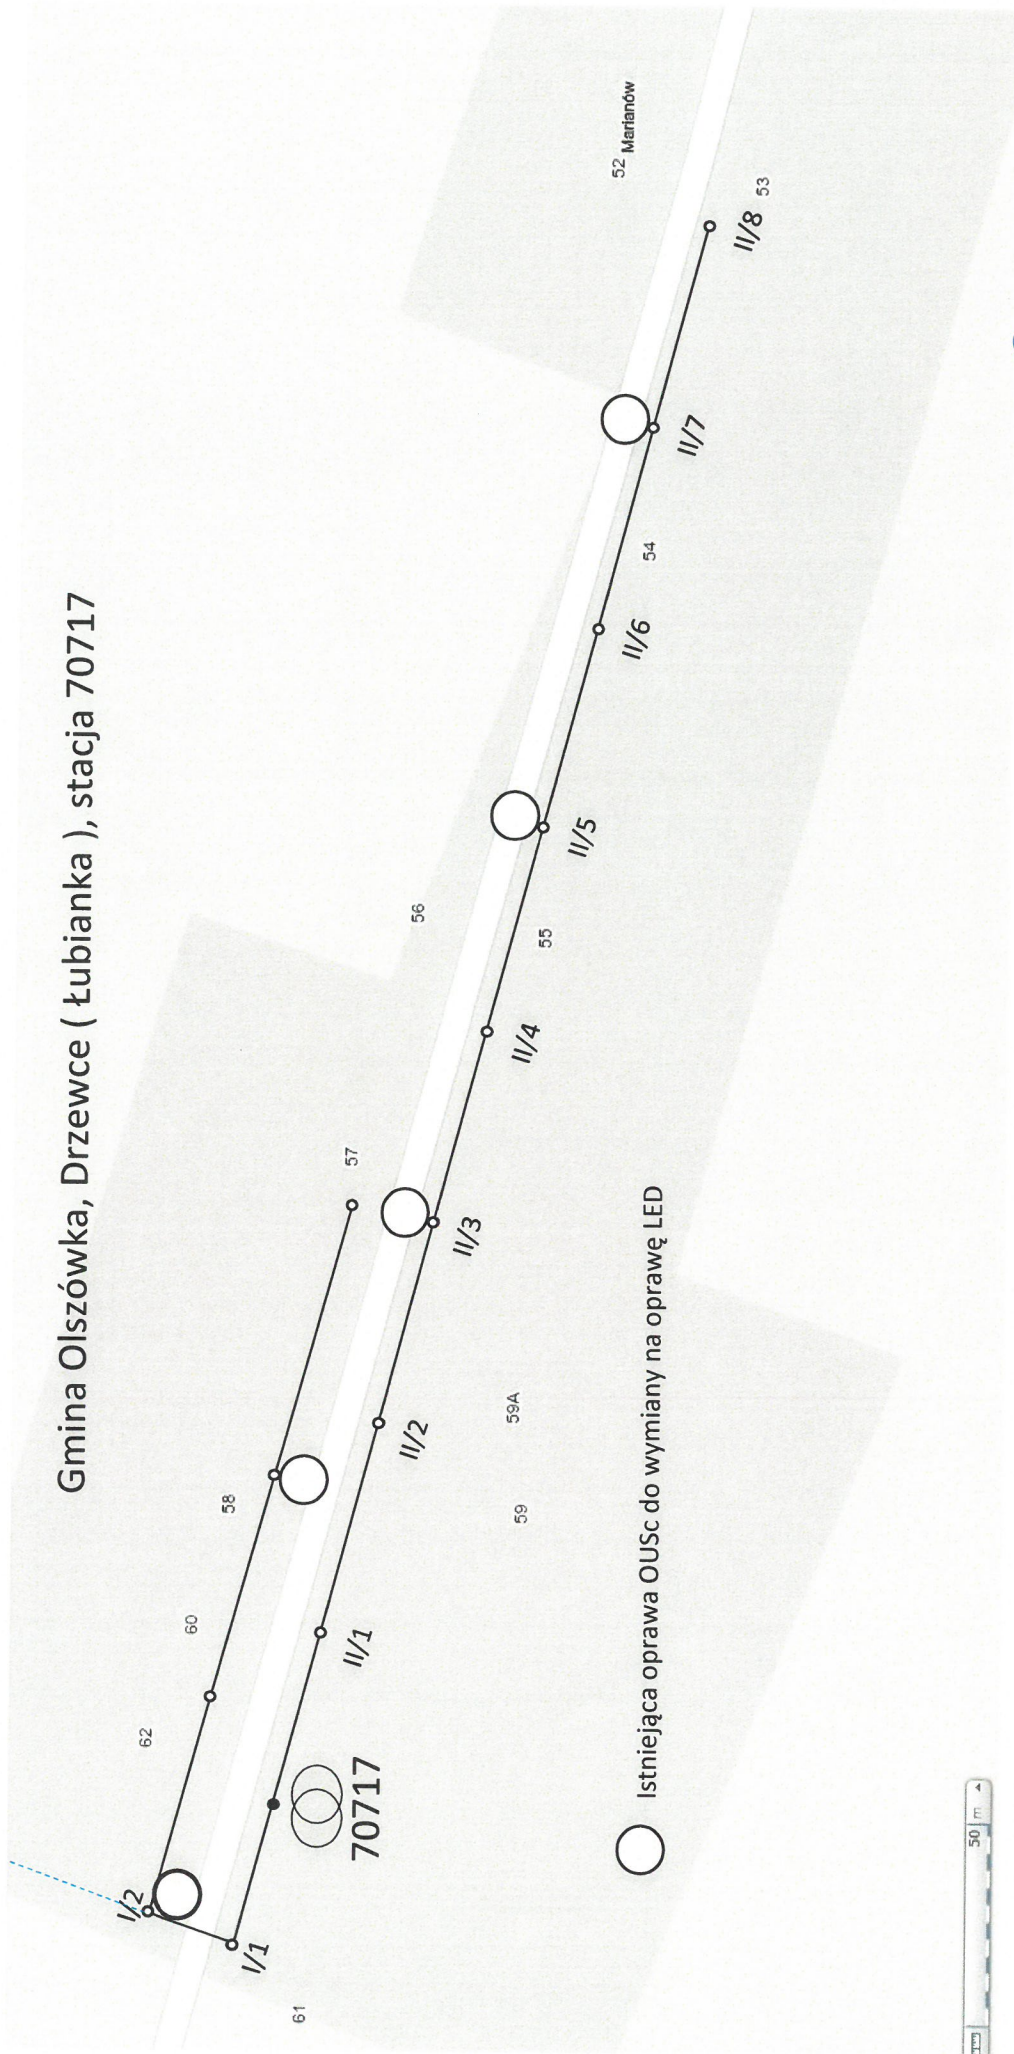 Gmina Olszówka, Drzewce ( Łubianka ), stacja 70717
I/2
62
60
58
57
56
52 Marianów
61
I/1
70717
II/1
II/2
II/3
II/4
II/5
II/6
II/7
II/8
59
59A
55
54
53
Istniejąca oprawa OUSc do wymiany na oprawę LED
50 m